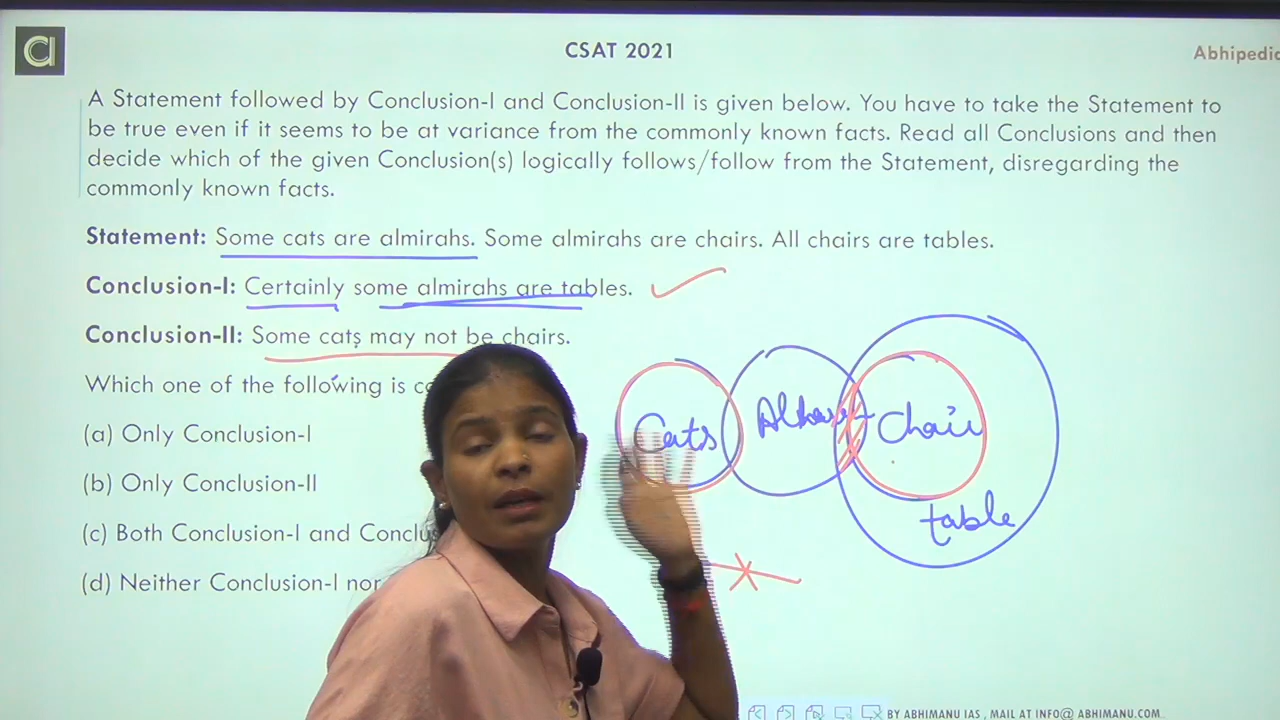 CSAT 2021
Abhipedia
A Statement followed by Conclusion-I and Conclusion-II is given below. You have to take the Statement to
be true even if it seems to be at variance from the commonly known facts. Read all Conclusions and then
decide which of the given Conclusion(s) logically follows/follow from the Statement, disregarding the
commonly known facts.
Statement: Some cats are almirahs. Some almirahs are chairs. All chairs are tables.
Conclusion-I: Certainly some almirahs are tables.
Conclusion-II: Some cats may not be chairs.
Which one of the following is
(a) Only Conclusion-I
(b) Only Conclusion-II
(c) Both Conclusion-I and
(d) Neither Conclusion-I nor
Cats
Chair
table
BY ABHIMANU IAS , MAIL AT INFO@ ABHIMANU.COM